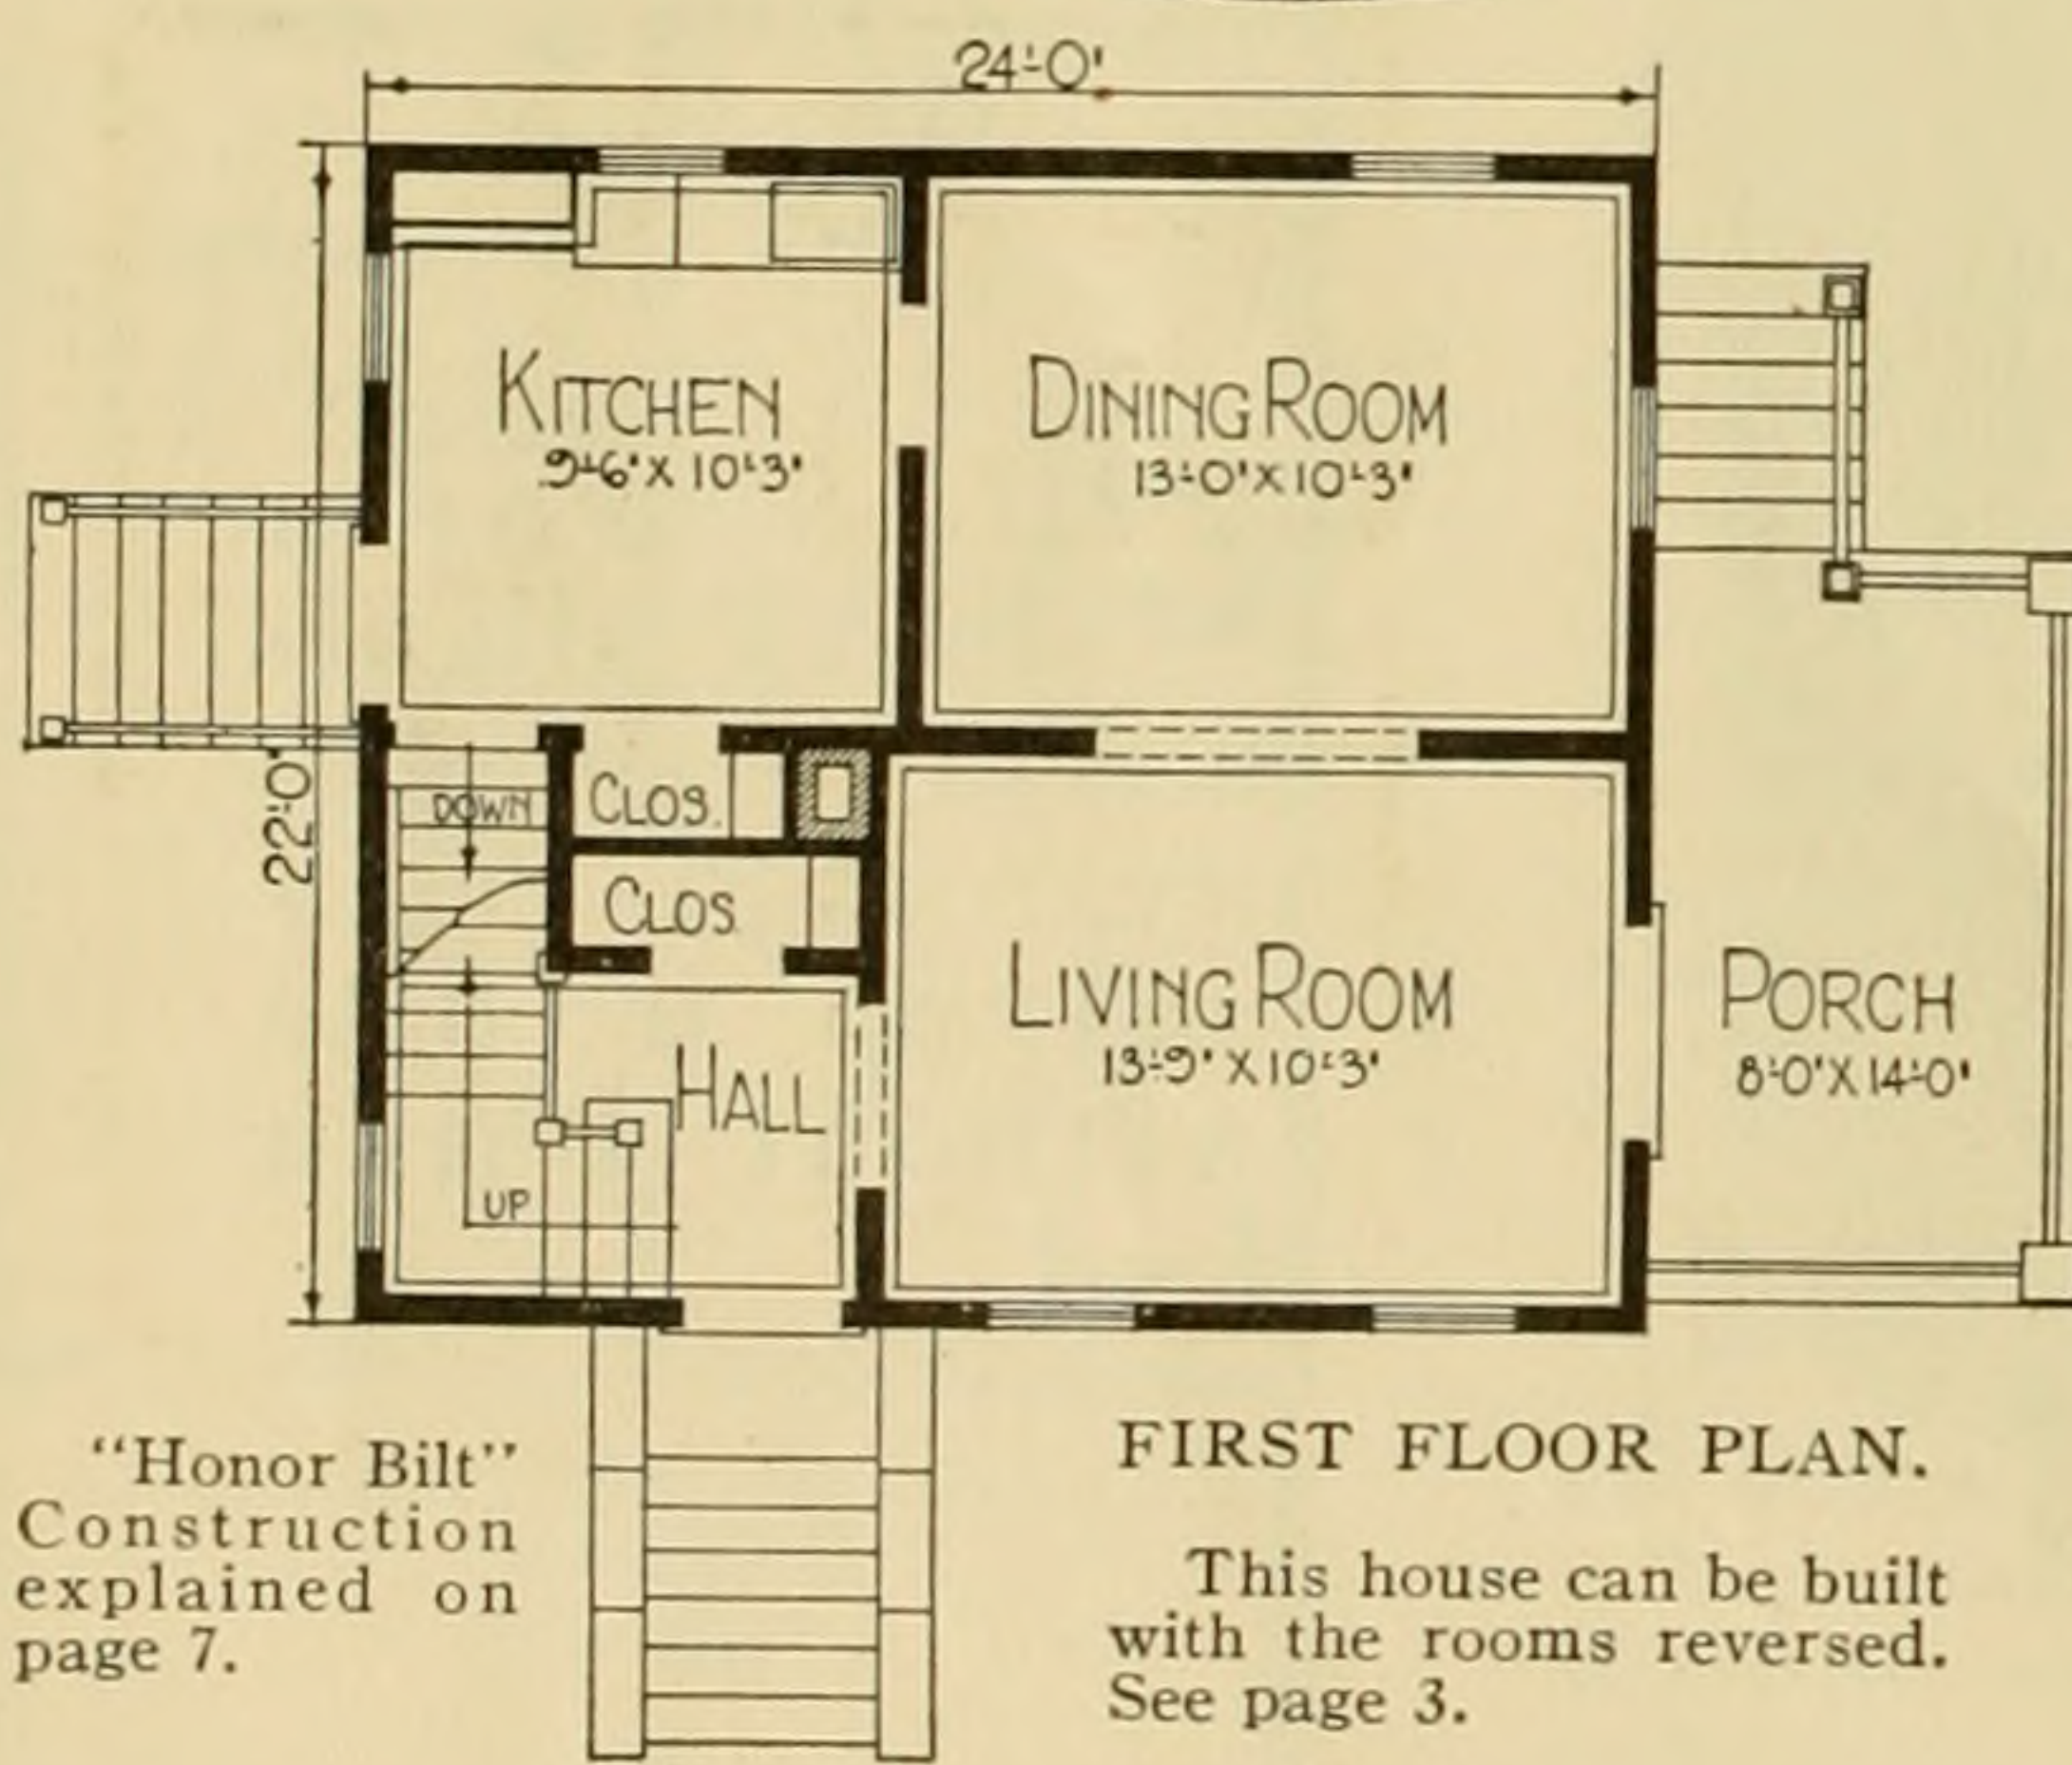 24'-0"
KITCHEN
9'-6" X 10'-3"
DINING ROOM
13'-0" X 10'-3"
22'-0"
DOWN
CLOS.
CLOS
LIVING ROOM
13'-9" X 10'-3"
PORCH
8'-0" X 14'-0"
HALL
UP
"Honor Bilt"
Construction
explained on
page 7.
FIRST FLOOR PLAN.
This house can be built
with the rooms reversed.
See page 3.